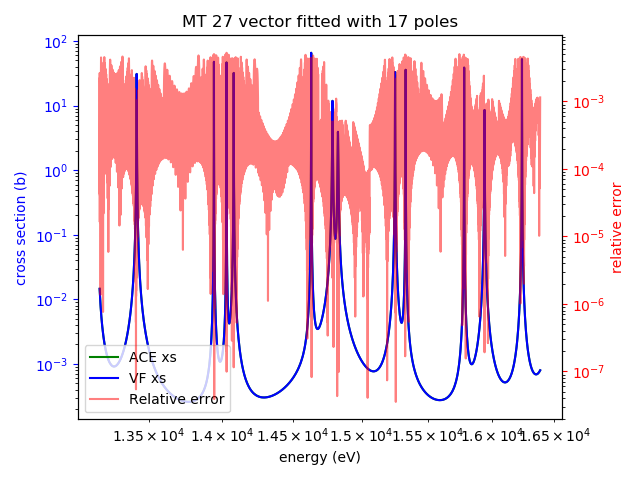 MT 27 vector fitted with 17 poles
10²
10¹
10⁰
10⁻¹
10⁻²
10⁻³
cross section (b)
10⁻³
10⁻⁴
10⁻⁵
10⁻⁶
10⁻⁷
relative error
ACE xs
VF xs
Relative error
1.35 × 10⁴ 1.4 × 10⁴ 1.45 × 10⁴ 1.5 × 10⁴ 1.55 × 10⁴ 1.6 × 10⁴ 1.65 × 10⁴
energy (eV)